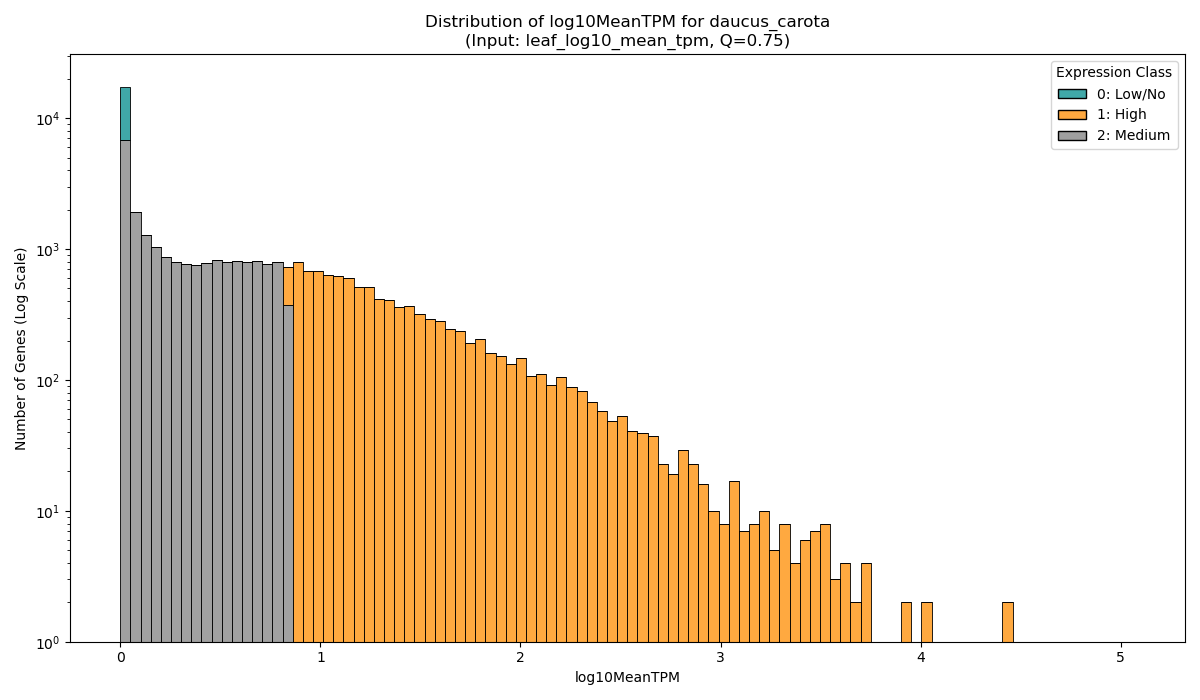 Distribution of log10MeanTPM for daucus_carota
(Input: leaf_log10_mean_tpm, Q=0.75)
Expression Class
0: Low/No
1: High
2: Medium
Number of Genes (Log Scale)
10⁴
10³
10²
10¹
10⁰
0 1 2 3 4 5
log10MeanTPM